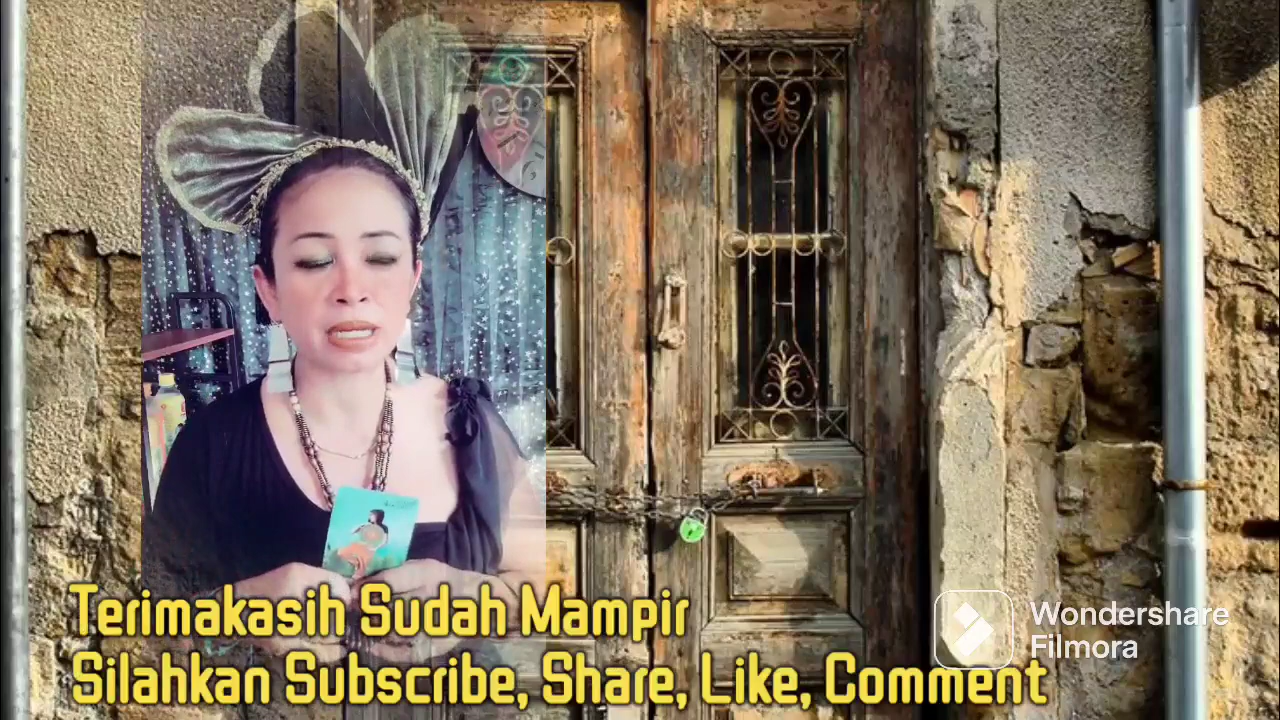 Terimakasih Sudah Mampir
Silahkan Subscribe, Share, Like, Comment
Wondershare
Filmora